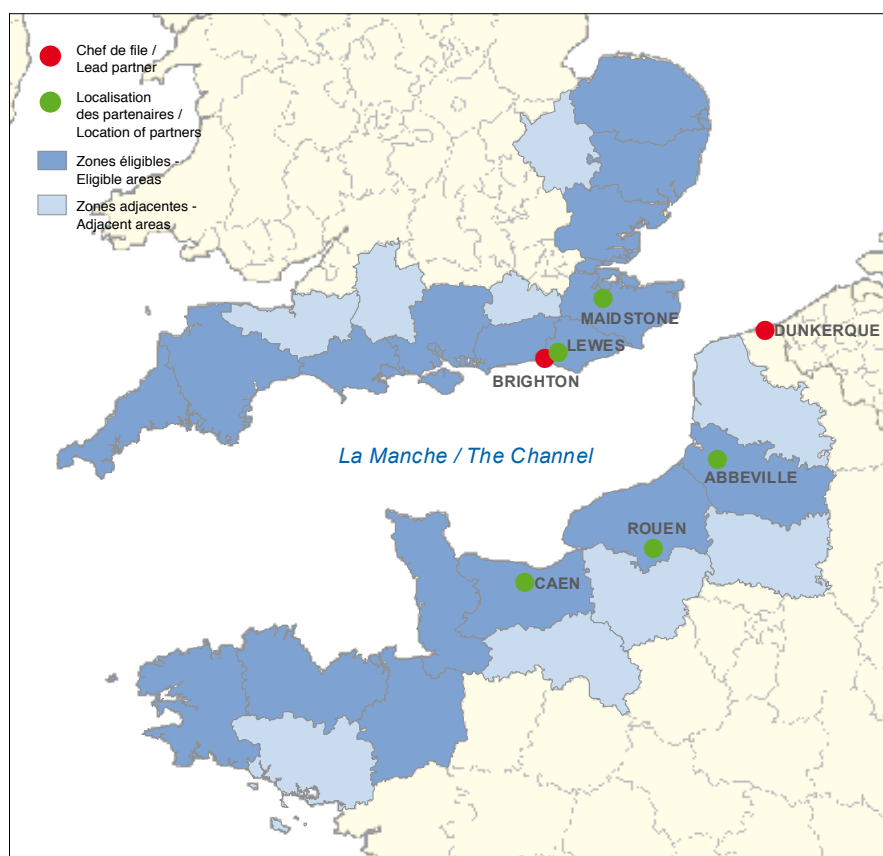 Chef de file /
Lead partner
Localisation
des partenaires /
Location of partners
Zones éligibles -
Eligible areas
Zones adjacentes -
Adjacent areas
MAIDSTONE
DUNKERQUE
LEWES
BRIGHTON
La Manche / The Channel
ABBEVILLE
ROUEN
CAEN